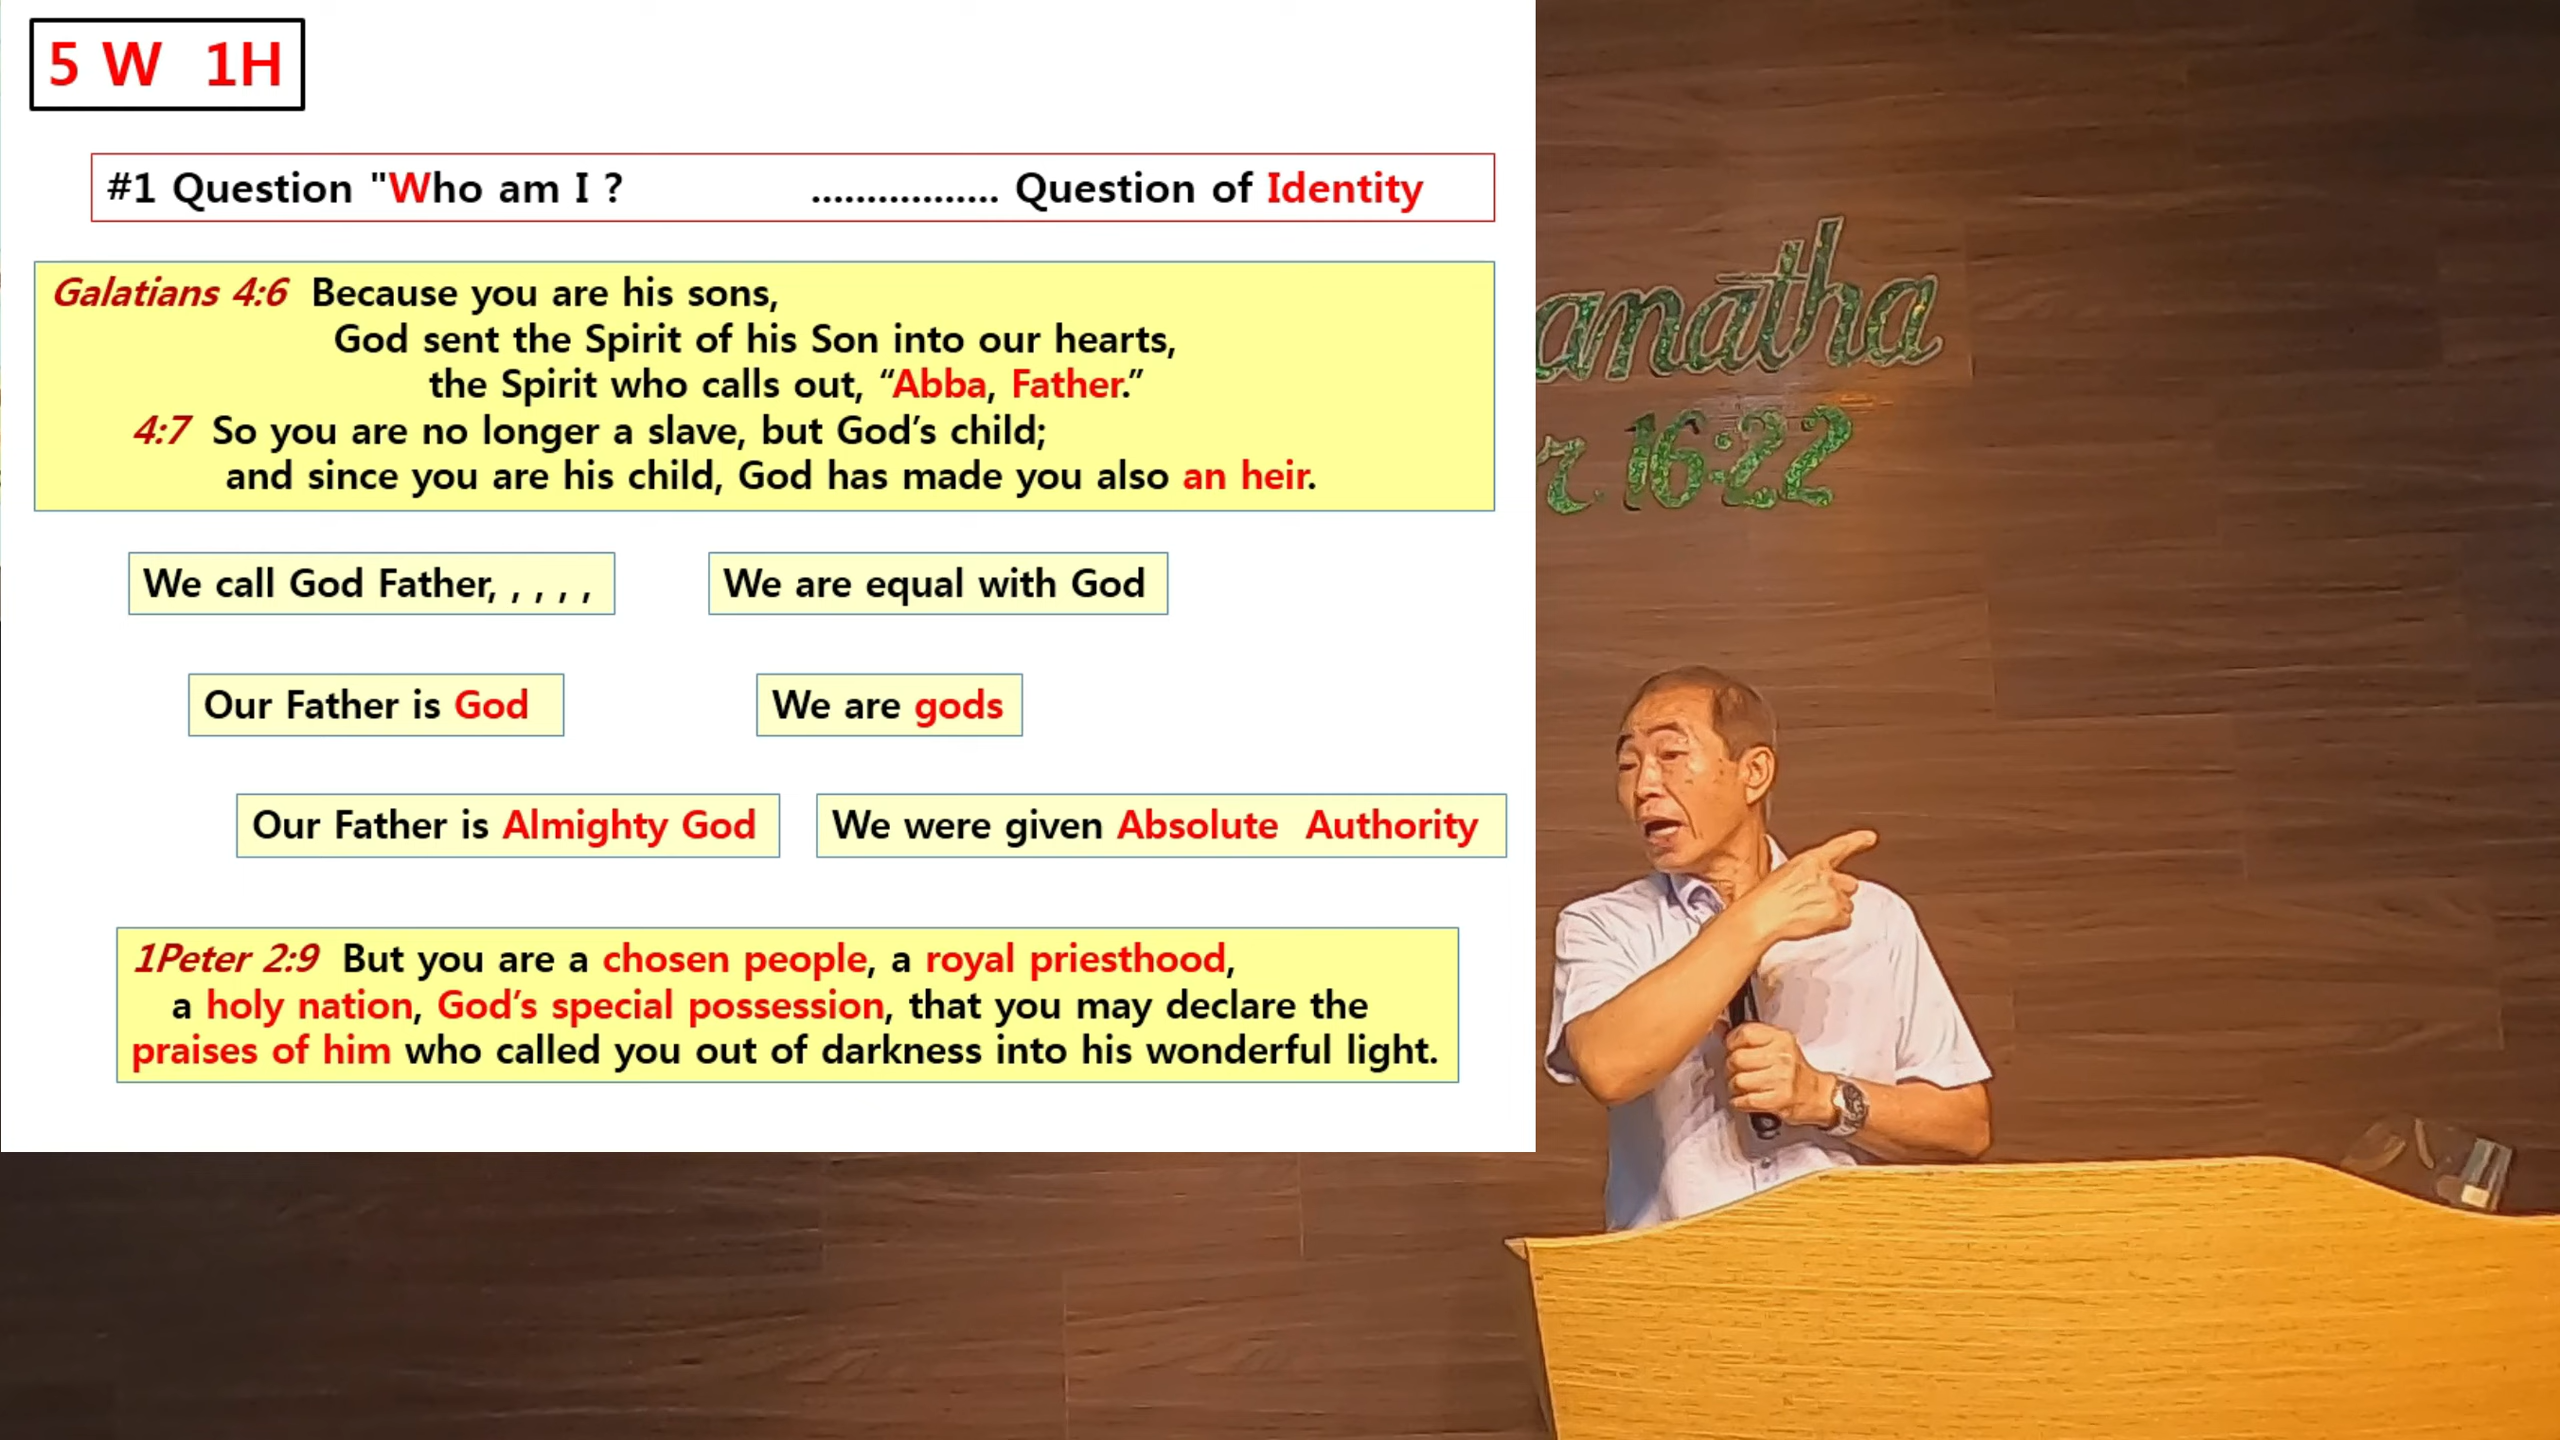 5 W 1H
#1 Question "Who am I ? ................. Question of Identity
Galatians 4:6 Because you are his sons,
God sent the Spirit of his Son into our hearts,
the Spirit who calls out, “Abba, Father.”
4:7 So you are no longer a slave, but God’s child;
and since you are his child, God has made you also an heir.
We call God Father, , , , , We are equal with God
Our Father is God We are gods
Our Father is Almighty God We were given Absolute Authority
1Peter 2:9 But you are a chosen people, a royal priesthood,
a holy nation, God’s special possession, that you may declare the
praises of him who called you out of darkness into his wonderful light.
anatha
r. 16:22